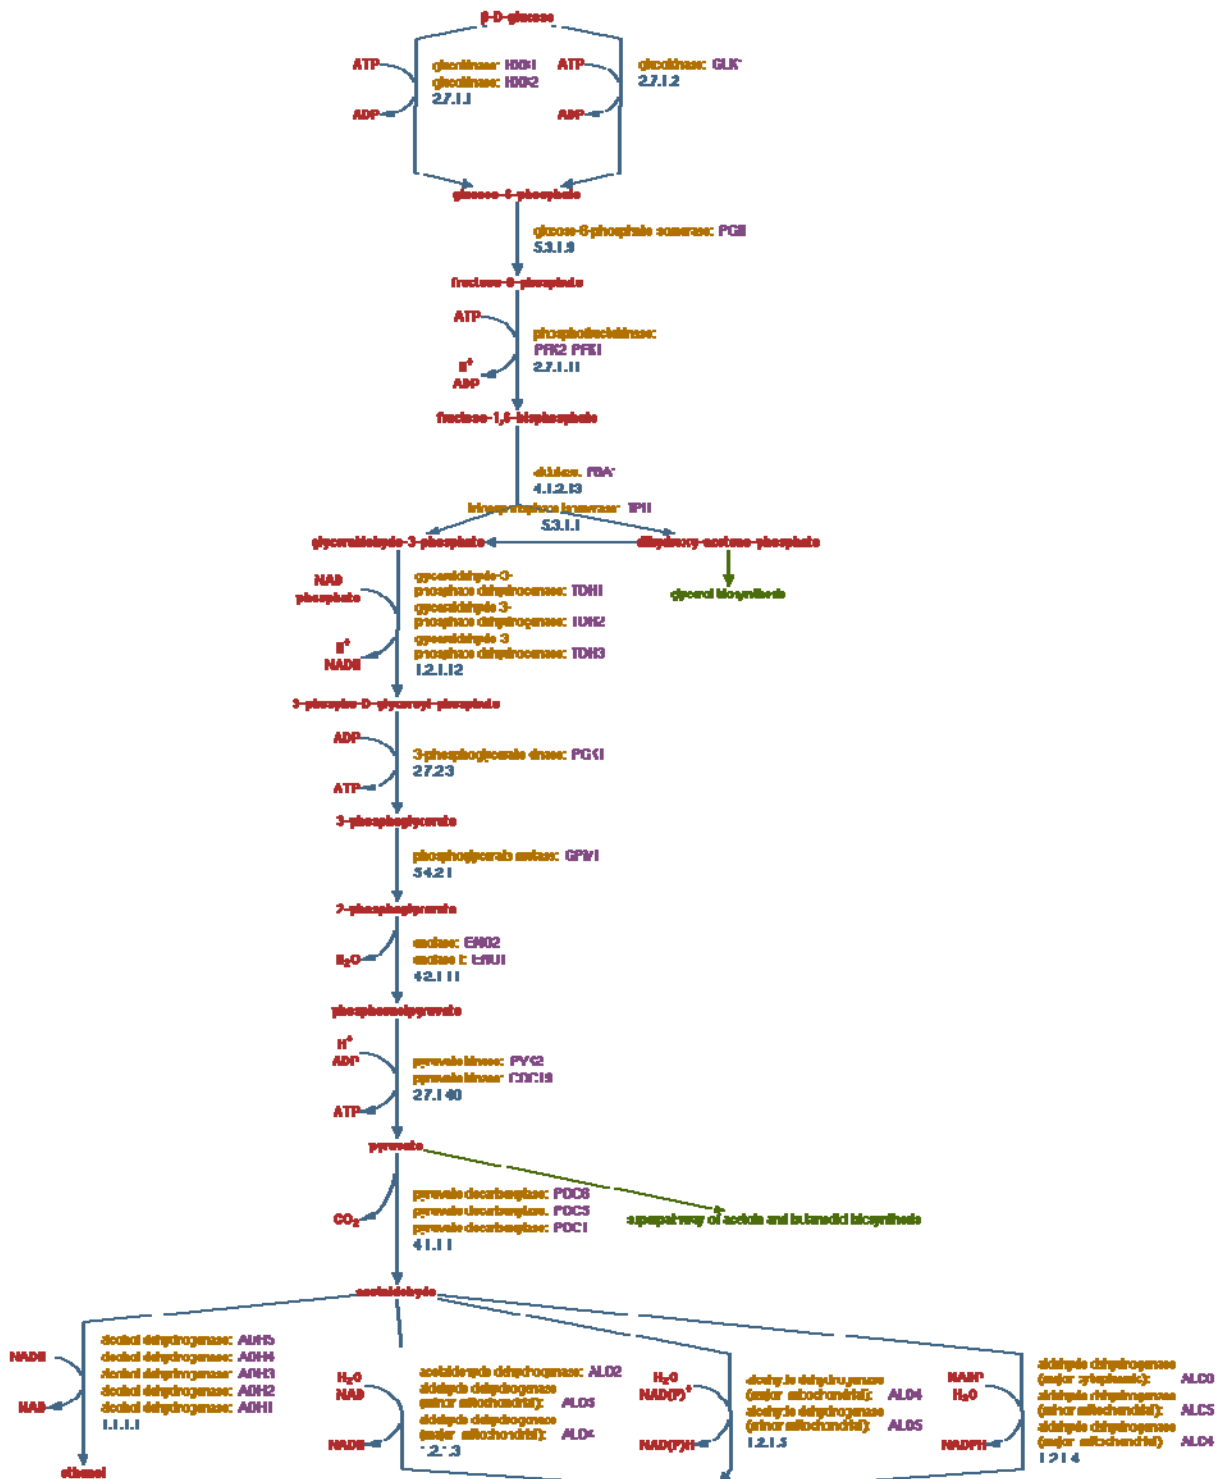 β-D-glucose
ATP
glucokinase: HXK1
glucokinase: HXK2
2.7.1.1
ADP
ATP
glucokinase: GLK1
2.7.1.2
ADP
glucose-6-phosphate
glucose-6-phosphate isomerase: PGI1
5.3.1.9
fructose-6-phosphate
ATP
phosphofructokinase:
PFK2 PFK1
2.7.1.11
H+
ADP
fructose-1,6-bisphosphate
aldolase: FBA1
4.1.2.13
triosephosphate isomerase: TPI1
5.3.1.1
glyceraldehyde-3-phosphate
dihydroxy-acetone-phosphate
glycerol biosynthesis
NAD
phosphate
glyceraldehyde-3-
phosphate dehydrogenase: TDH1
glyceraldehyde 3-
phosphate dehydrogenase: TDH2
glyceraldehyde 3
phosphate dehydrogenase: TDH3
1.2.1.12
H+
NADH
3-phospho-D-glyceroyl-phosphate
ADP
3-phosphoglycerate kinase: PGK1
2.7.2.3
ATP
3-phosphoglycerate
phosphoglycerate mutase: GPM1
5.4.2.1
2-phosphoglycerate
enolase: ENO2
enolase I: ENO1
4.2.1.11
H₂O
phosphoenolpyruvate
H+
ADP
pyruvate kinase: PYK2
pyruvate kinase: CDC19
2.7.1.40
ATP
pyruvate
pyruvate decarboxylase: PDC6
pyruvate decarboxylase: PDC5
pyruvate decarboxylase: PDC1
4.1.1.1
CO₂
superpathway of acetoin and butanediol biosynthesis
acetaldehyde
NADH
alcohol dehydrogenase: ADH5
alcohol dehydrogenase: ADH4
alcohol dehydrogenase: ADH3
alcohol dehydrogenase: ADH2
alcohol dehydrogenase: ADH1
1.1.1.1
NAD
ethanol
H₂O
NAD
acetaldehyde dehydrogenase: ALD2
aldehyde dehydrogenase
(minor mitochondrial): ALD5
aldehyde dehydrogenase
(major mitochondrial): ALD4
1.2.1.3
NADH
H₂O
NAD(P)+
aldehyde dehydrogenase
(major mitochondrial): ALD4
aldehyde dehydrogenase
(minor mitochondrial): ALD5
1.2.1.5
NAD(P)H
NADP
H₂O
aldehyde dehydrogenase
(major cytoplasmic): ALD6
aldehyde dehydrogenase
(minor mitochondrial): ALD5
aldehyde dehydrogenase
(major mitochondrial) ALD4
1.2.1.4
NADPH